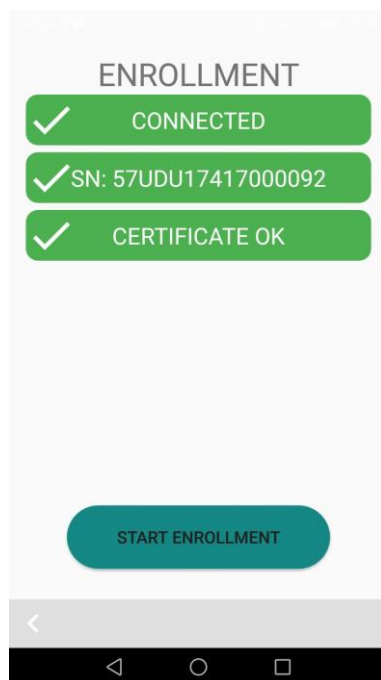 ENROLLMENT
CONNECTED
SN: 57UDU17417000092
CERTIFICATE OK
START ENROLLMENT